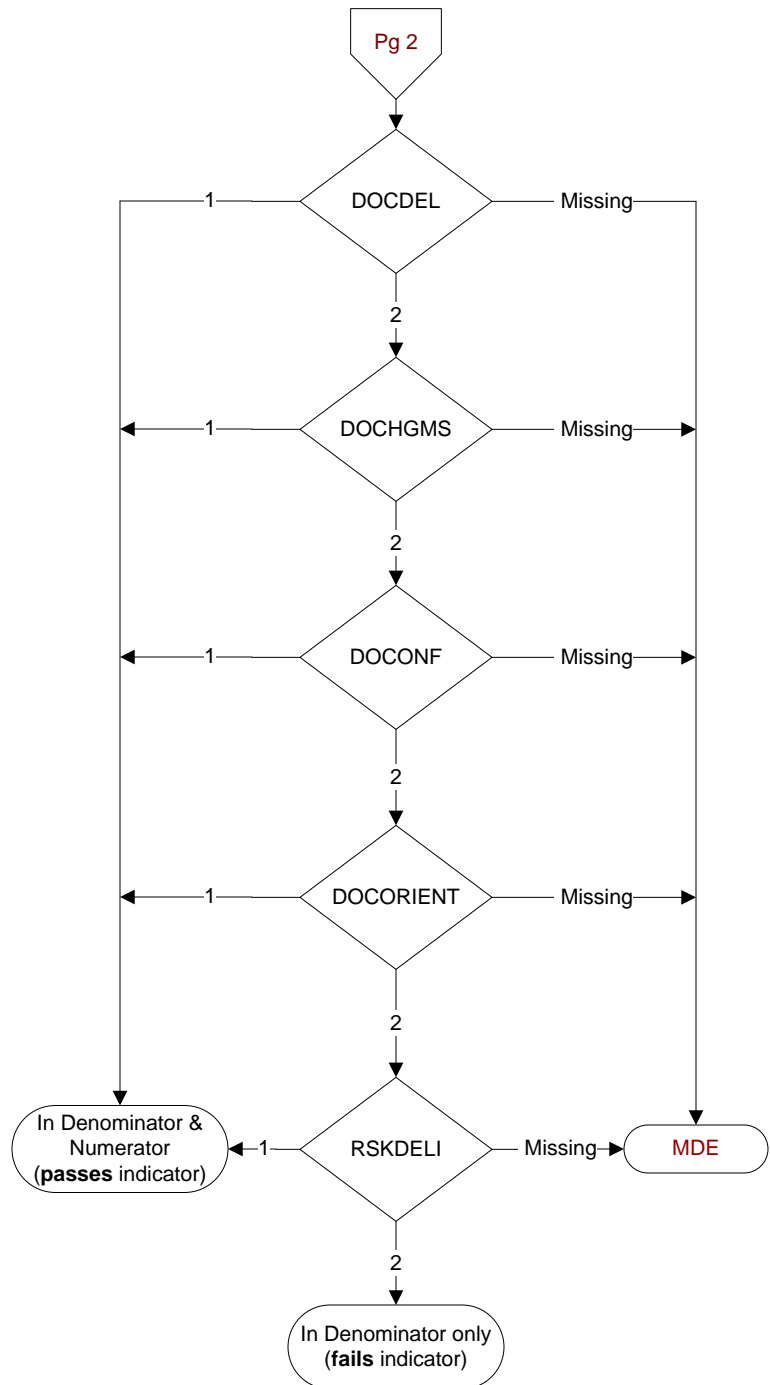 Pg 2
DOCDEL
1
Missing
2
DOCHGMS
1
Missing
2
DOCONF
1
Missing
2
DOCORIENT
1
Missing
2
In Denominator &
Numerator
(passes indicator)
1
RSKDELI
Missing
MDE
2
In Denominator only
(fails indicator)